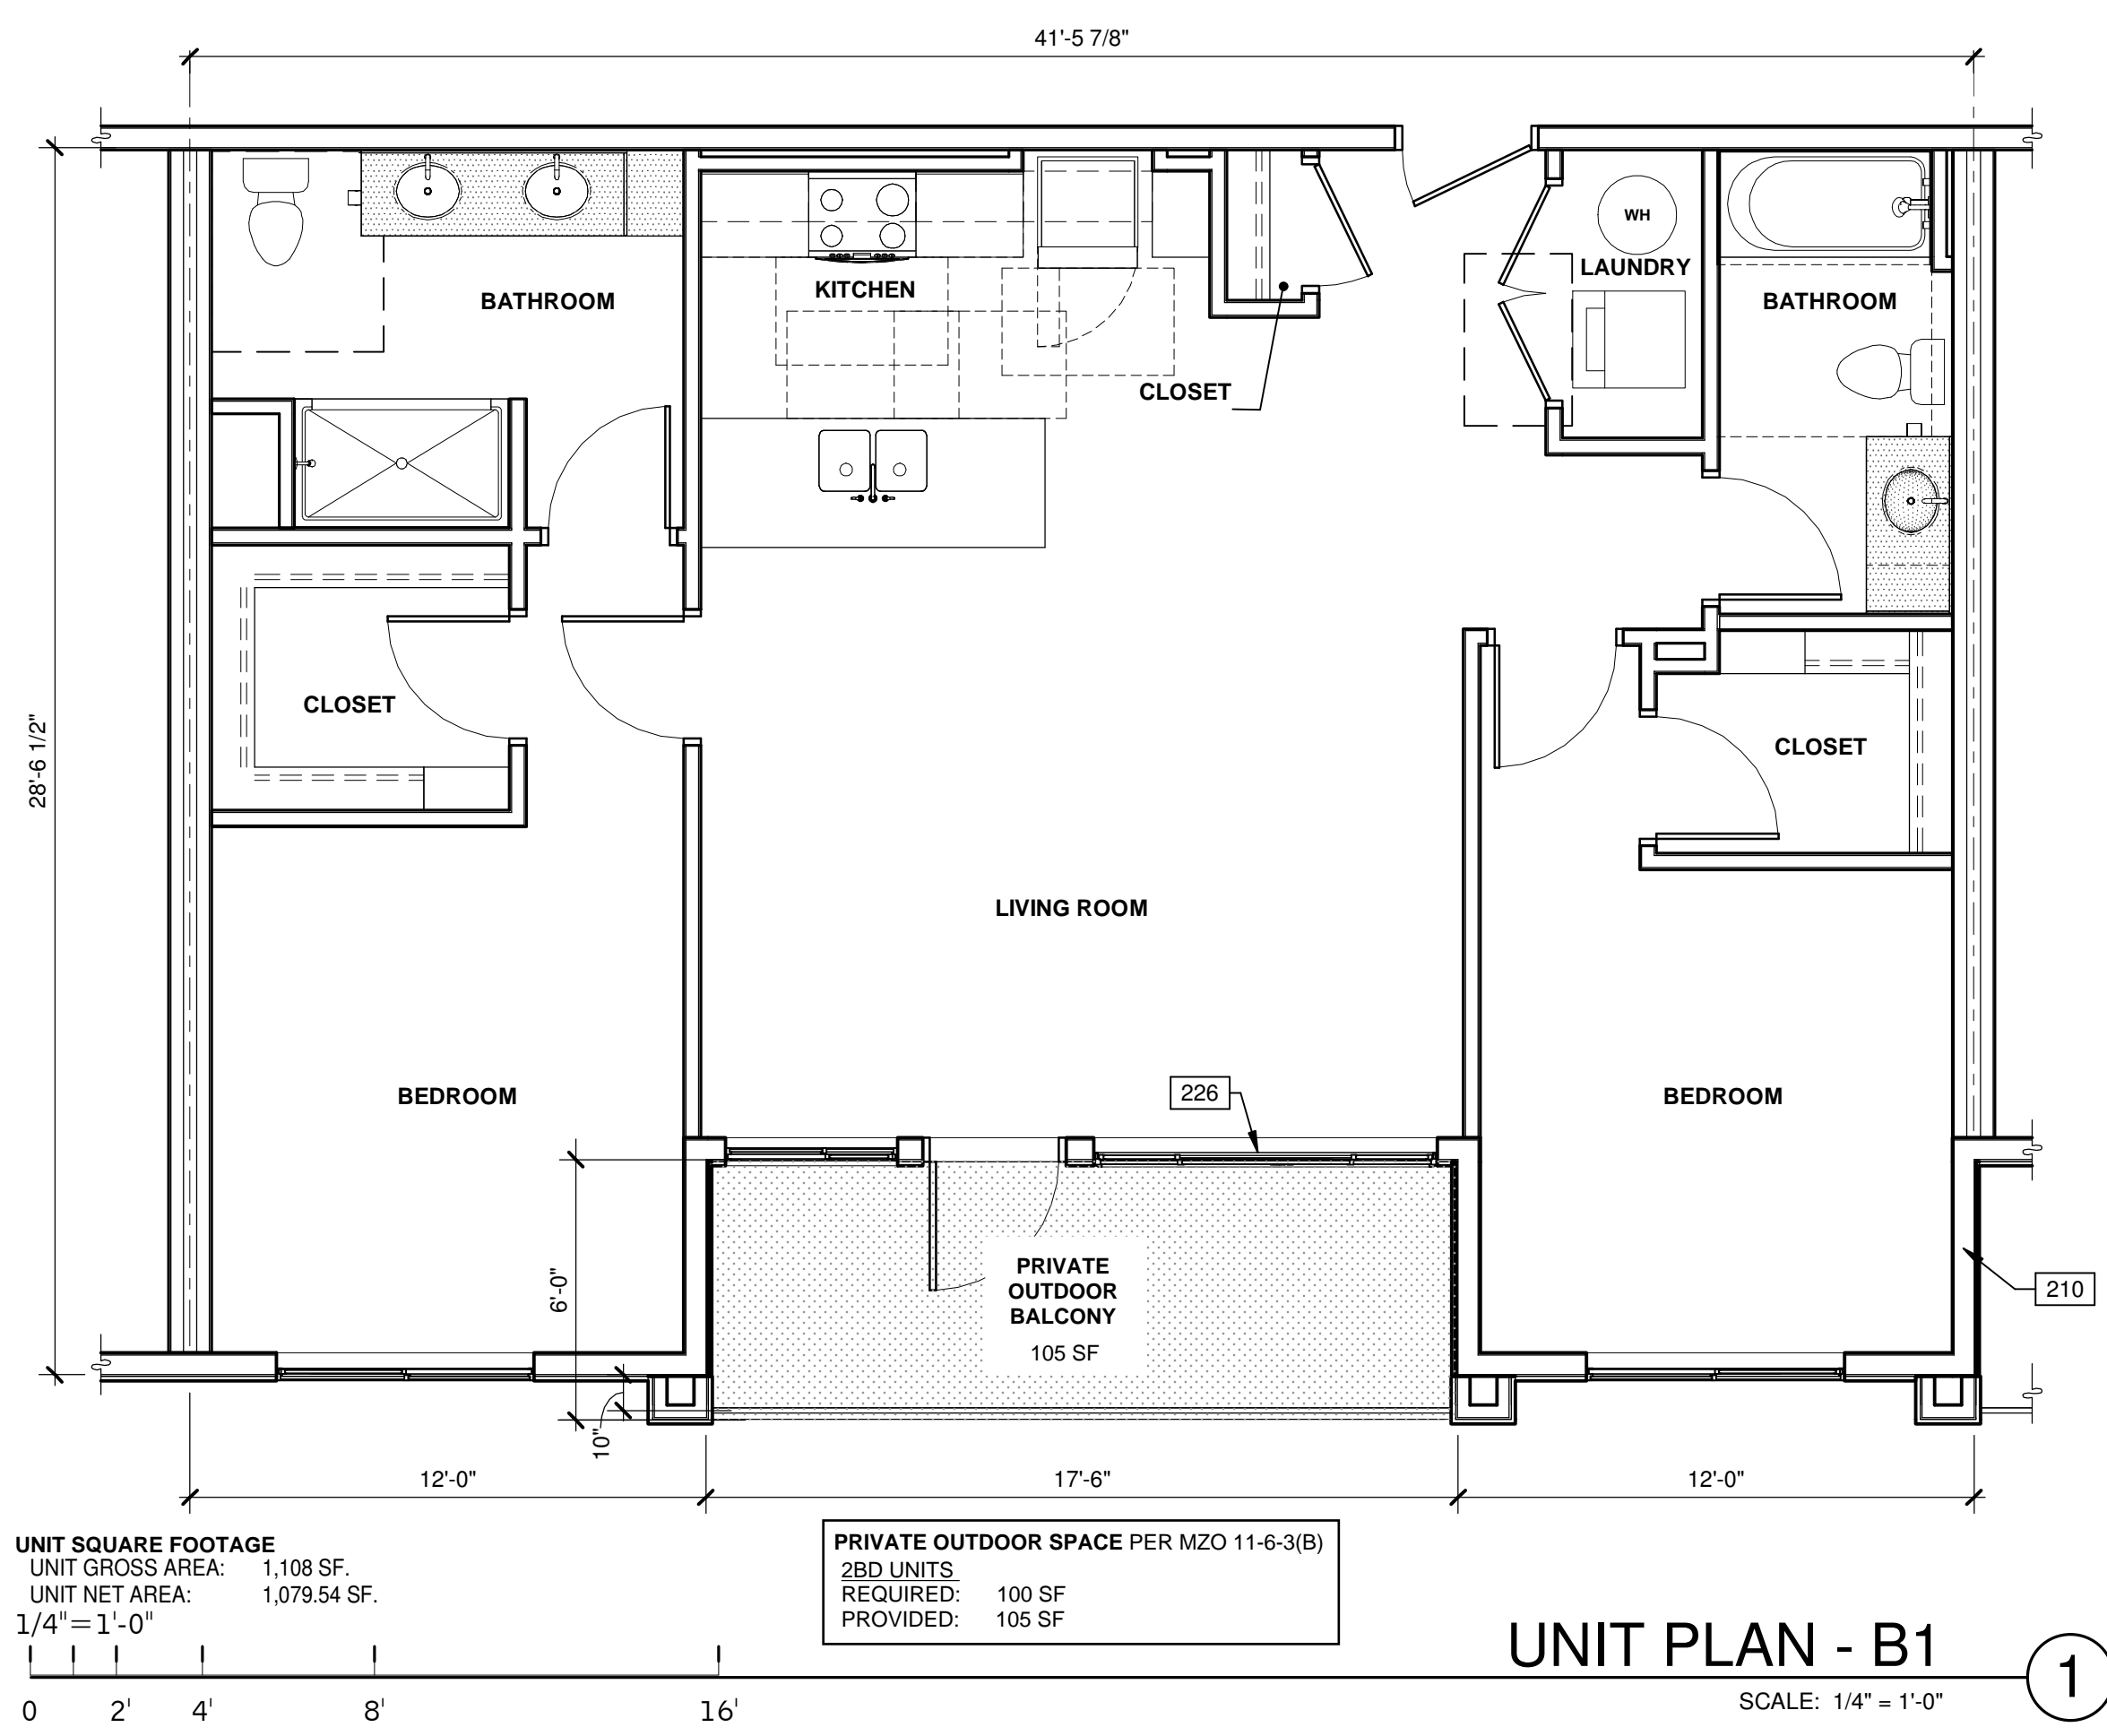 41'-5 7/8"
WH
LAUNDRY
KITCHEN
BATHROOM
BATHROOM
CLOSET
CLOSET
CLOSET
28'-6 1/2"
LIVING ROOM
BEDROOM
226
BEDROOM
6'-0"
PRIVATE
OUTDOOR
BALCONY
105 SF
210
10"
12'-0"
17'-6"
12'-0"
UNIT SQUARE FOOTAGE
UNIT GROSS AREA: 1,108 SF.
UNIT NET AREA: 1,079.54 SF.
1/4"=1'-0"
0 2' 4' 8' 16'
PRIVATE OUTDOOR SPACE PER MZO 11-6-3(B)
2BD UNITS
REQUIRED: 100 SF
PROVIDED: 105 SF
UNIT PLAN - B1
1
SCALE: 1/4" = 1'-0"